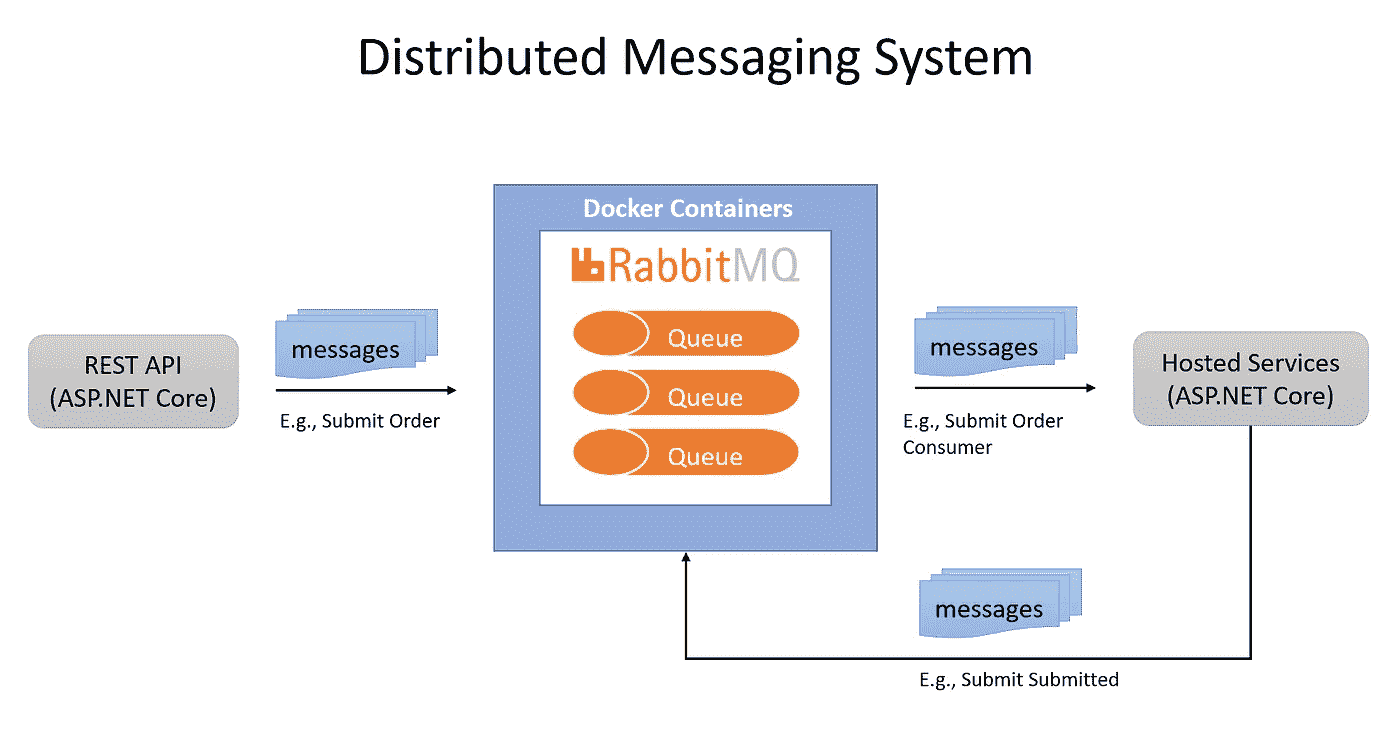 Distributed Messaging System
Docker Containers
RabbitMQ
Queue
Queue
Queue
REST API
(ASP.NET Core)
messages
E.g., Submit Order
messages
E.g., Submit Order
Consumer
Hosted Services
(ASP.NET Core)
messages
E.g., Submit Submitted